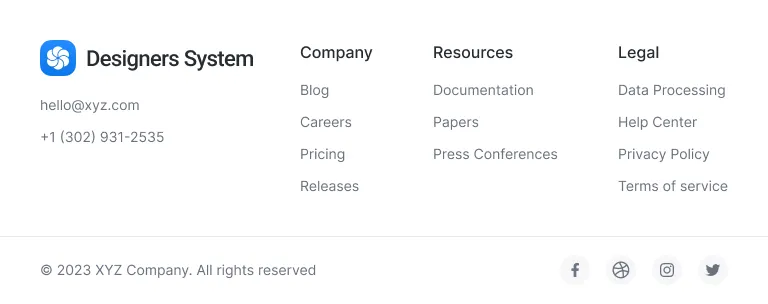 Designers System
hello@xyz.com
+1 (302) 931-2535
Company
Blog
Careers
Pricing
Releases
Resources
Documentation
Papers
Press Conferences
Legal
Data Processing
Help Center
Privacy Policy
Terms of service
© 2023 XYZ Company. All rights reserved